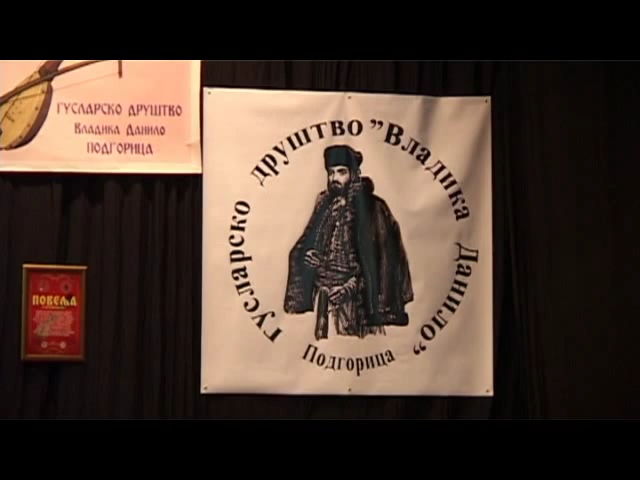 ГУСЛАРСКО ДРУШТВО
Владика Данило
ПОДГОРИЦА
Гусларско друштво "Владика Данило"
Подгорица
ПОВЕЉА